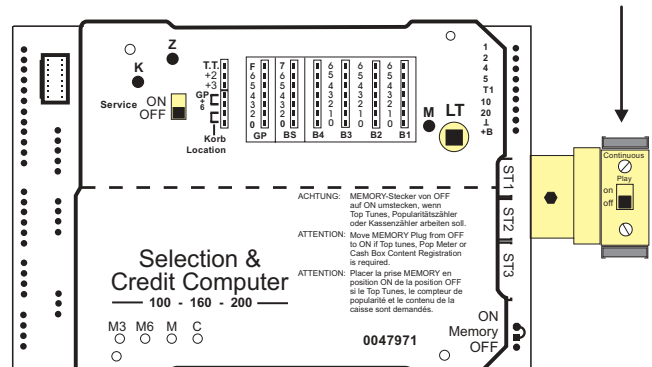 Z
K
T.T.
+2
+3
GP
+
6
Service ON
OFF
Korb
Location
F
6
5
4
3
2
0
GP
7
6
5
4
3
2
0
BS
6
5
4
3
2
1
0
B4
6
5
4
3
2
1
0
B3
6
5
4
3
2
1
0
B2
6
5
4
3
2
1
0
B1
M
LT
1
2
4
5
T1
10
20
⊥
+B
ST1
ST2
ST3
Continuous
Play
on
off
ACHTUNG: MEMORY-Stecker von OFF
auf ON umstecken, wenn
Top Tunes, Popularitätszähler
oder Kassenzähler arbeiten soll.
ATTENTION: Move MEMORY Plug from OFF
to ON if Top tunes, Pop Meter or
Cash Box Content Registration
is required.
ATTENTION: Placer la prise MEMORY en
position ON de la position OFF
si le Top Tunes, le compteur de
popularité et le contenu de la
caisse sont demandés.
Selection &
Credit Computer
100 - 160 - 200
M3 M6 M C
0047971
ON
Memory
OFF